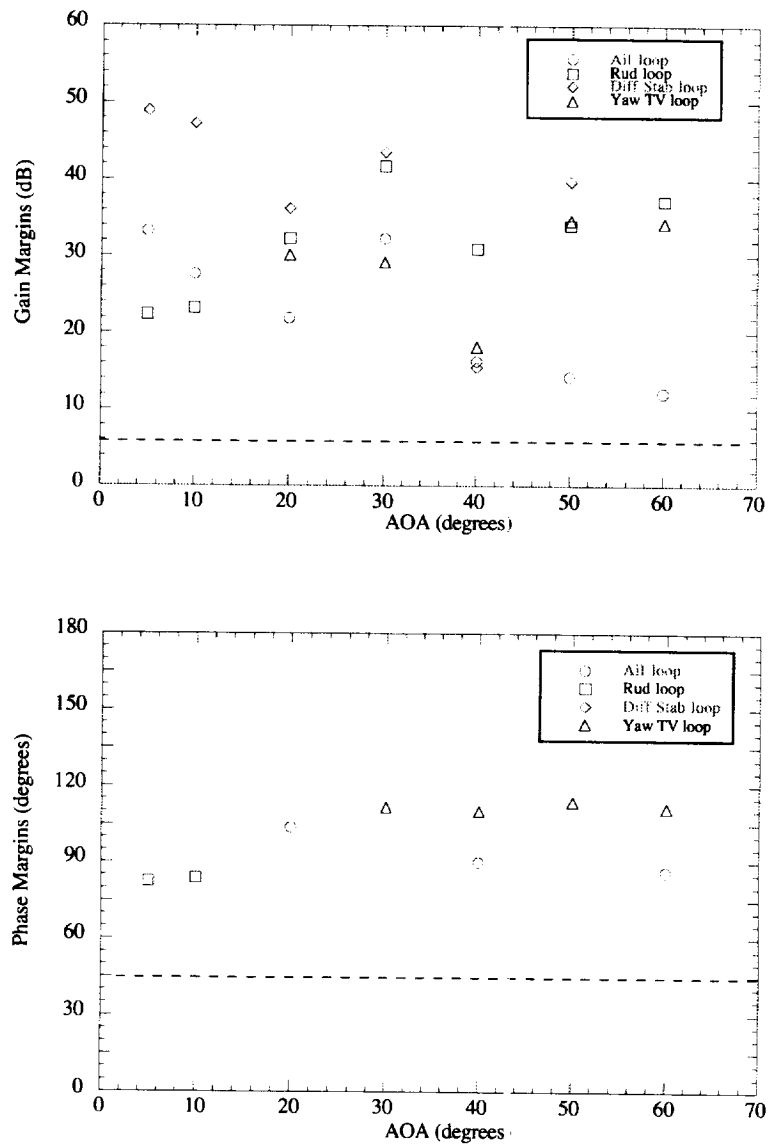 60
50
40
30
20
10
0
Gain Margins (dB)
Ail loop
Rud loop
Diff Stab loop
Yaw TV loop
0 10 20 30 40 50 60 70
AOA (degrees)
180
150
120
90
60
30
0
Phase Margins (degrees)
Ail loop
Rud loop
Diff Stab loop
Yaw TV loop
0 10 20 30 40 50 60 70
AOA (degrees